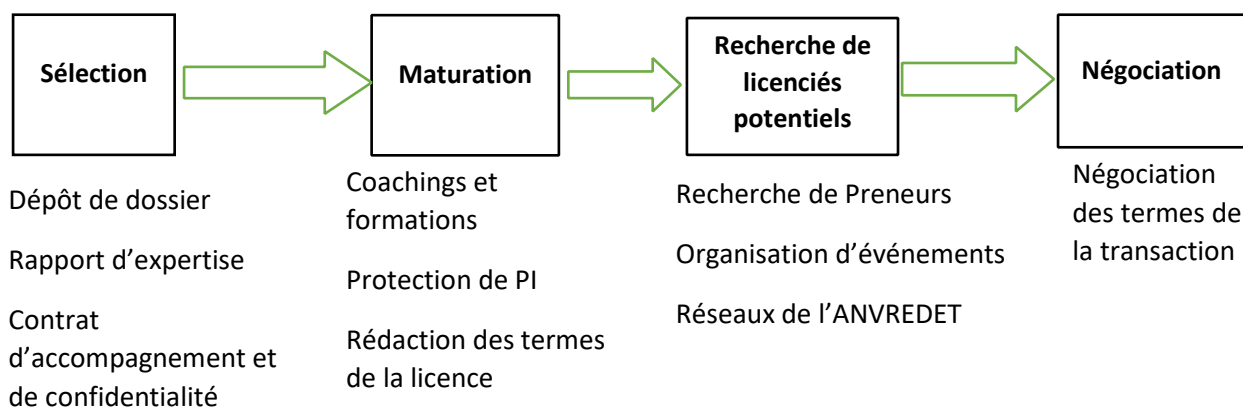 Sélection
Maturation
Recherche de
licenciés
potentiels
Négociation
Dépôt de dossier
Rapport d’expertise
Contrat
d’accompagnement et
de confidentialité
Coachings et
formations
Protection de PI
Rédaction des termes
de la licence
Recherche de Preneurs
Organisation d’événements
Réseaux de l’ANVREDET
Négociation
des termes de
la transaction